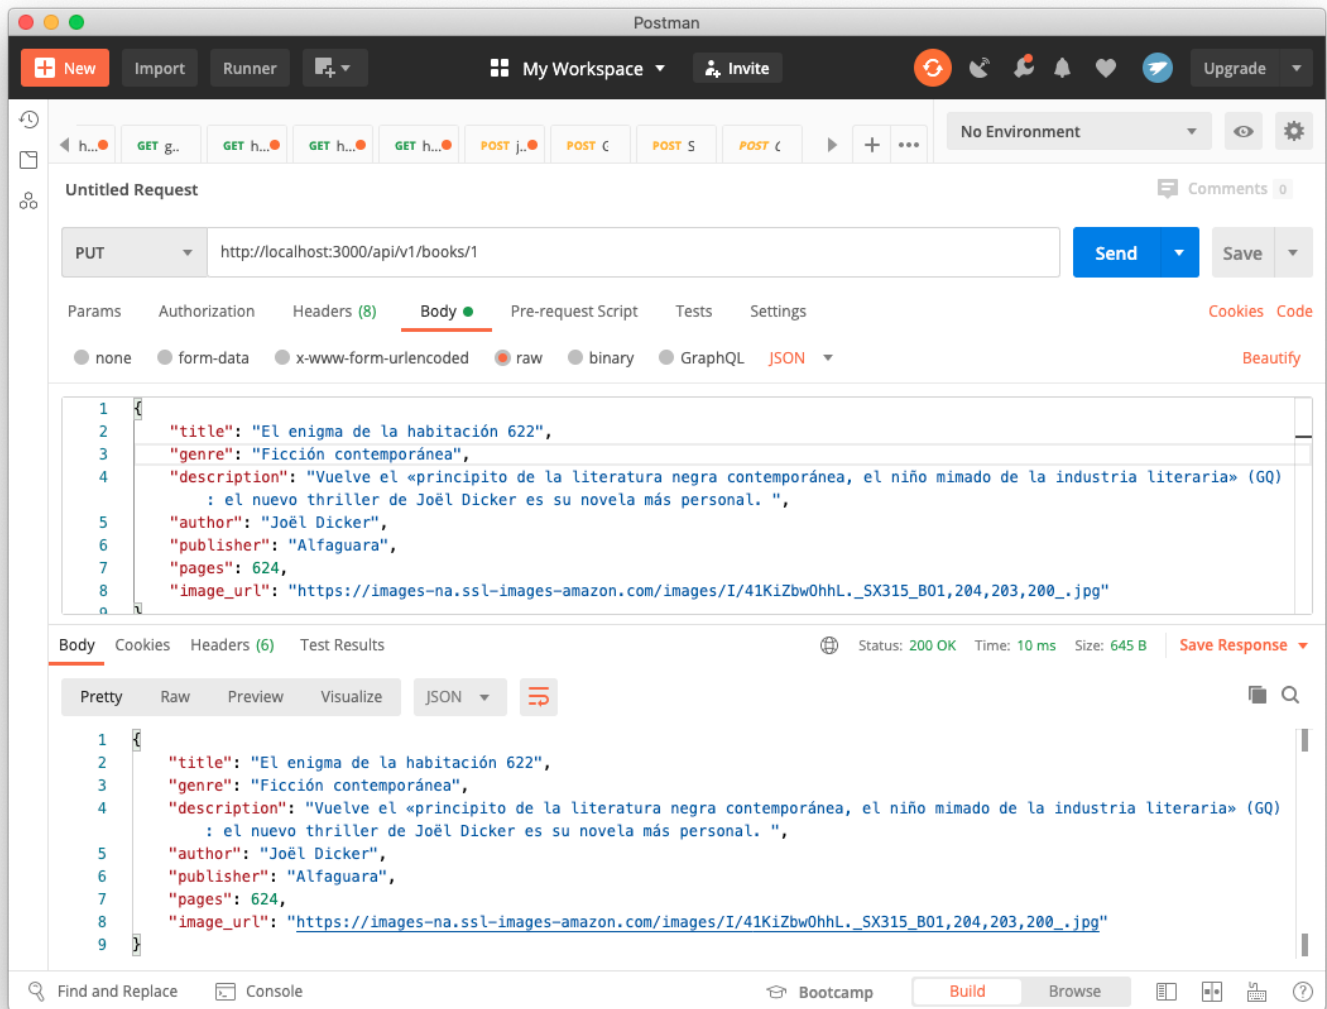 Postman
New Import Runner My Workspace Invite Upgrade
h... GET g.. GET h... GET h... GET h... POST j.. POST POST S POST + ••• No Environment
Untitled Request Comments 0
PUT http://localhost:3000/api/v1/books/1 Send Save
Params Authorization Headers (8) Body Pre-request Script Tests Settings Cookies Code
none form-data x-www-form-urlencoded raw binary GraphQL JSON Beautify
1 {
2 "title": "El enigma de la habitación 622",
3 "genre": "Ficción contemporánea",
4 "description": "Vuelve el «principito de la literatura negra contemporánea, el niño mimado de la industria literaria» (GQ)
: el nuevo thriller de Joël Dicker es su novela más personal. ",
5 "author": "Joël Dicker",
6 "publisher": "Alfaguara",
7 "pages": 624,
8 "image_url": "https://images-na.ssl-images-amazon.com/images/I/41KiZbwOhhL._SX315_BO1,204,203,200_.jpg"
9 }
Body Cookies Headers (6) Test Results Status: 200 OK Time: 10 ms Size: 645 B Save Response
Pretty Raw Preview Visualize JSON
1 {
2 "title": "El enigma de la habitación 622",
3 "genre": "Ficción contemporánea",
4 "description": "Vuelve el «principito de la literatura negra contemporánea, el niño mimado de la industria literaria» (GQ)
: el nuevo thriller de Joël Dicker es su novela más personal. ",
5 "author": "Joël Dicker",
6 "publisher": "Alfaguara",
7 "pages": 624,
8 "image_url": "https://images-na.ssl-images-amazon.com/images/I/41KiZbwOhhL._SX315_BO1,204,203,200_.jpg"
9 }
Find and Replace Console Bootcamp Build Browse ?